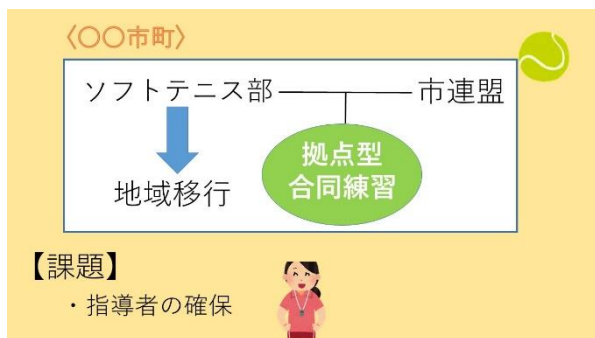 〈〇〇市町〉
ソフトテニス部 市連盟
拠点型
合同練習
地域移行
【課題】
・指導者の確保